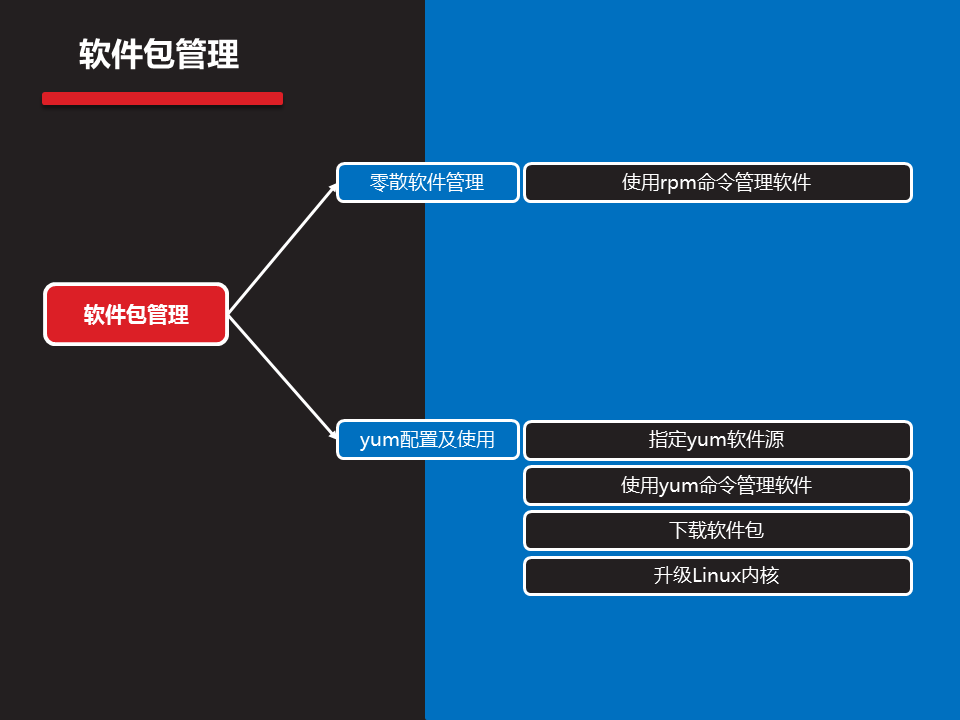 软件包管理
零散软件管理
使用rpm命令管理软件
软件包管理
yum配置及使用
指定yum软件源
使用yum命令管理软件
下载软件包
升级Linux内核